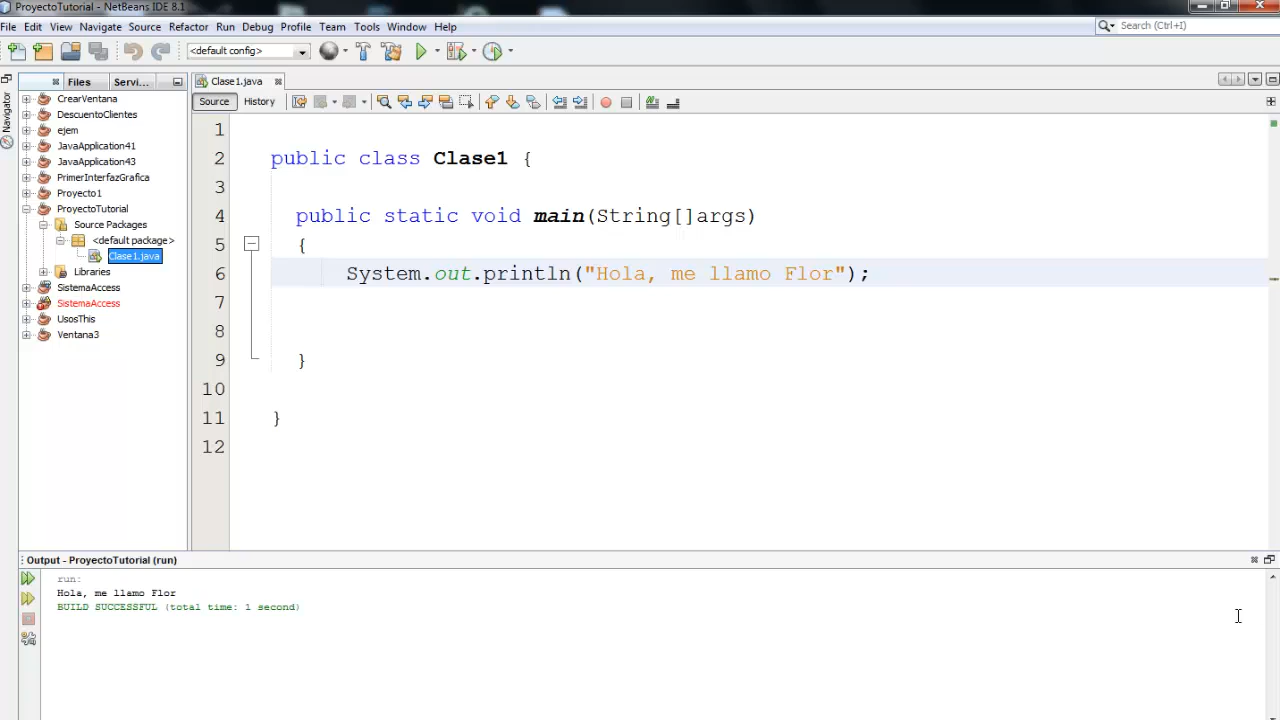 ProyectoTutorial - NetBeans IDE 8.1
File Edit View Navigate Source Refactor Run Debug Profile Team Tools Window Help
Search (Ctrl+I)
<default config>
Files Servi...
Clase1.java
Source History
Navigator
CrearVentana
DescuentoClientes
ejem
JavaApplication41
JavaApplication43
PrimerInterfazGrafica
Proyecto1
ProyectoTutorial
Source Packages
<default package>
Clase1.java
Libraries
SistemaAccess
SistemaAccess
UsosThis
Ventana3
1
2 public class Clase1 {
3
4 public static void main(String[]args)
5 {
6 System.out.println("Hola, me llamo Flor");
7
8
9 }
10
11 }
12
Output - ProyectoTutorial (run)
run:
Hola, me llamo Flor
BUILD SUCCESSFUL (total time: 1 second)